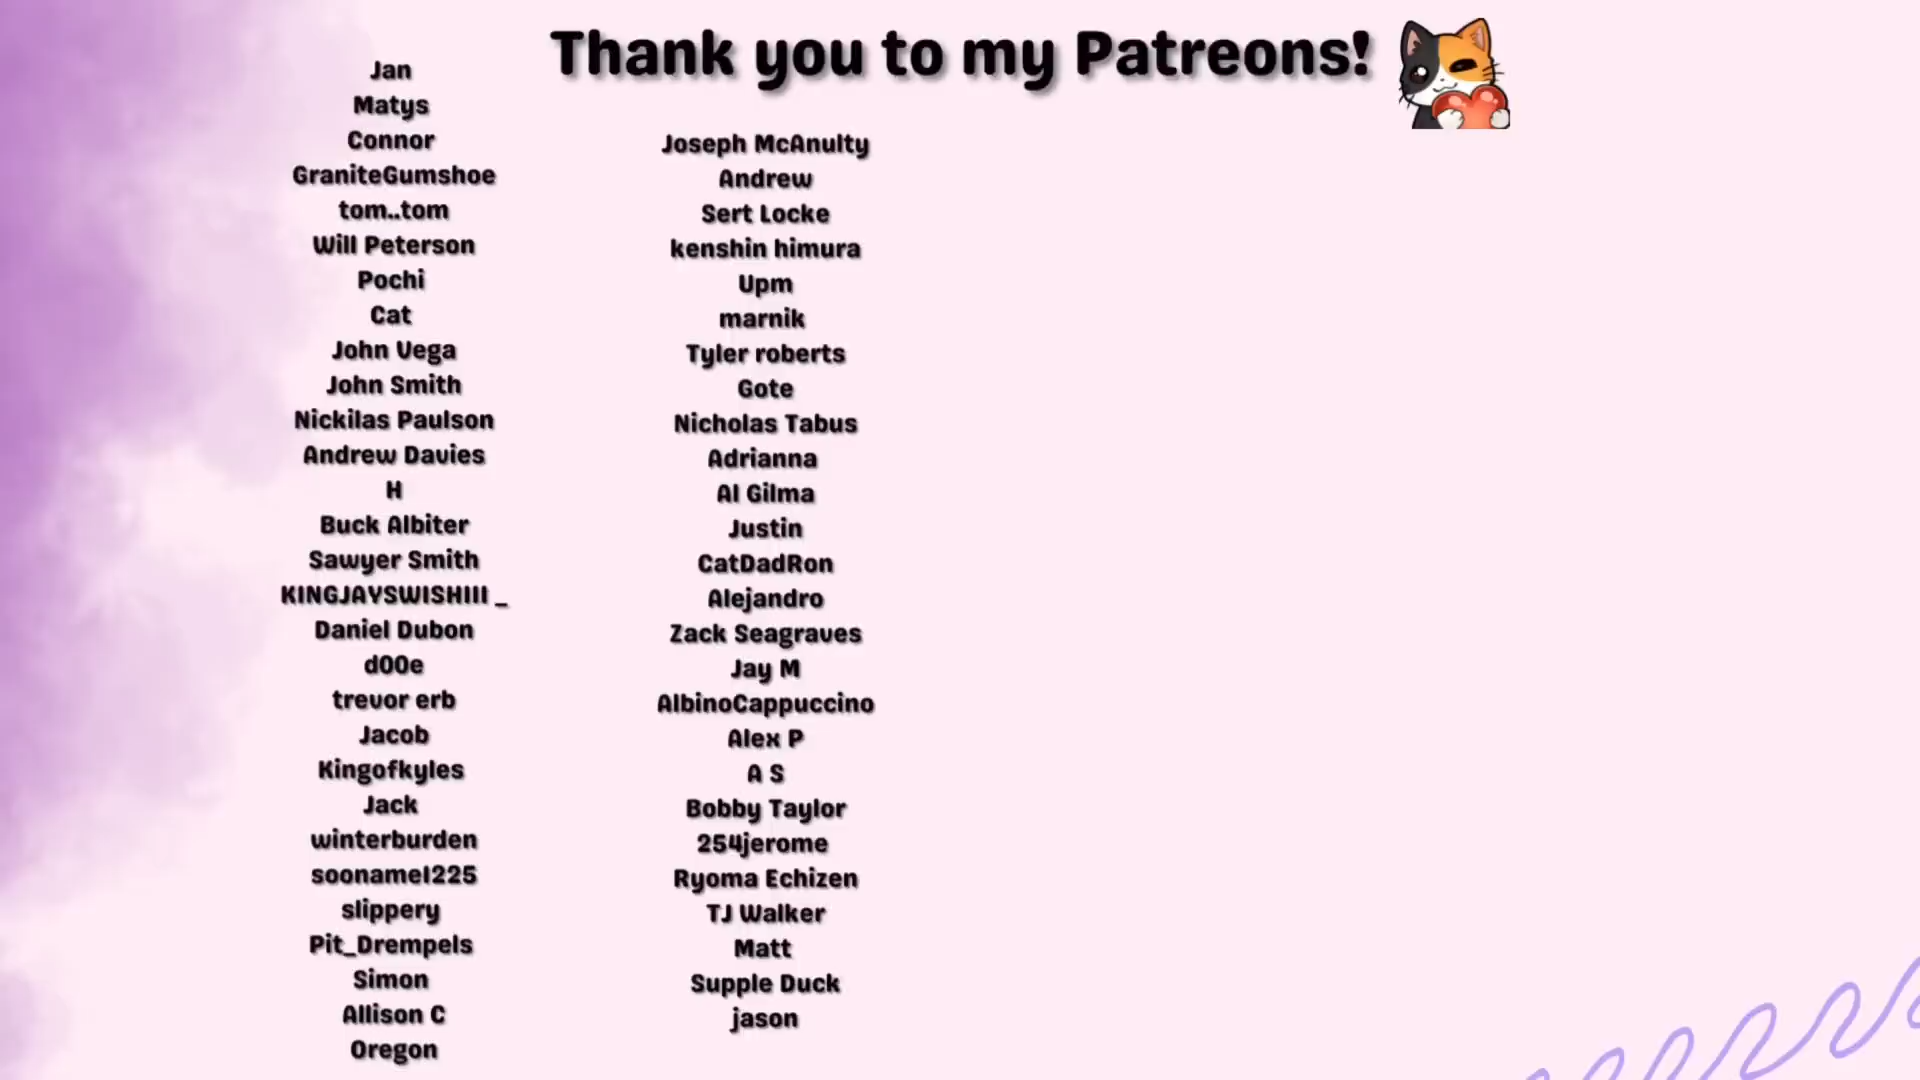 Thank you to my Patreons!
Jan
Matys
Connor
GraniteGumshoe
tom..tom
Will Peterson
Pochi
Cat
John Vega
John Smith
Nickilas Paulson
Andrew Davies
H
Buck Albiter
Sawyer Smith
KINGJAYSWISHIII _
Daniel Dubon
d00e
trevor erb
Jacob
Kingofkyles
Jack
winterburden
soonamel225
slippery
Pit_Drempels
Simon
Allison C
Oregon
Joseph McAnulty
Andrew
Sert Locke
kenshin himura
Upm
marnik
Tyler roberts
Gote
Nicholas Tabus
Adrianna
Al Gilma
Justin
CatDadRon
Alejandro
Zack Seagraves
Jay M
AlbinoCappuccino
Alex P
A S
Bobby Taylor
254jerome
Ryoma Echizen
TJ Walker
Matt
Supple Duck
jason